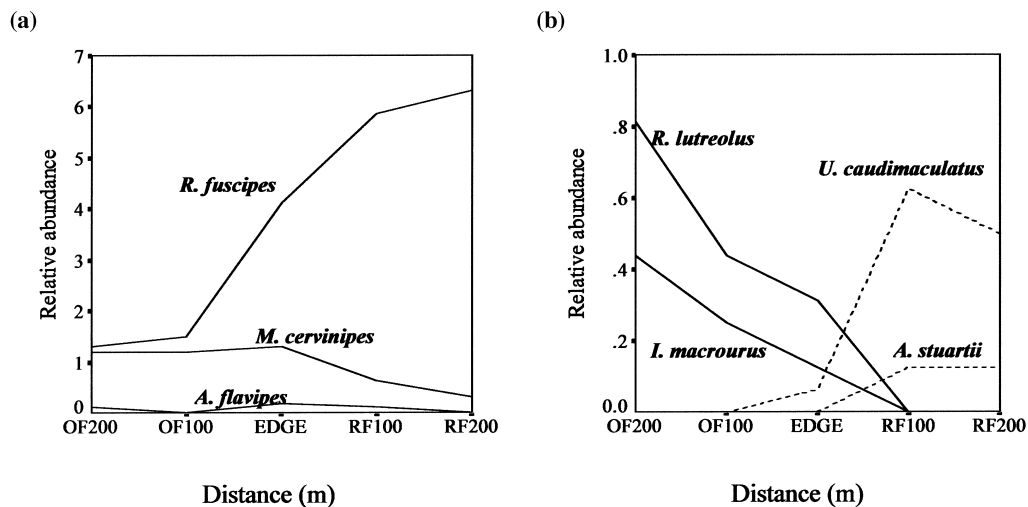 (a)
7
6
5
4
3
2
1
0
Relative abundance
R. fuscipes
M. cervinipes
A. flavipes
OF200 OF100 EDGE RF100 RF200
Distance (m)
(b)
1.0
.8
.6
.4
.2
0.0
Relative abundance
R. lutreolus
U. caudimaculatus
I. macrourus
A. stuartii
OF200 OF100 EDGE RF100 RF200
Distance (m)